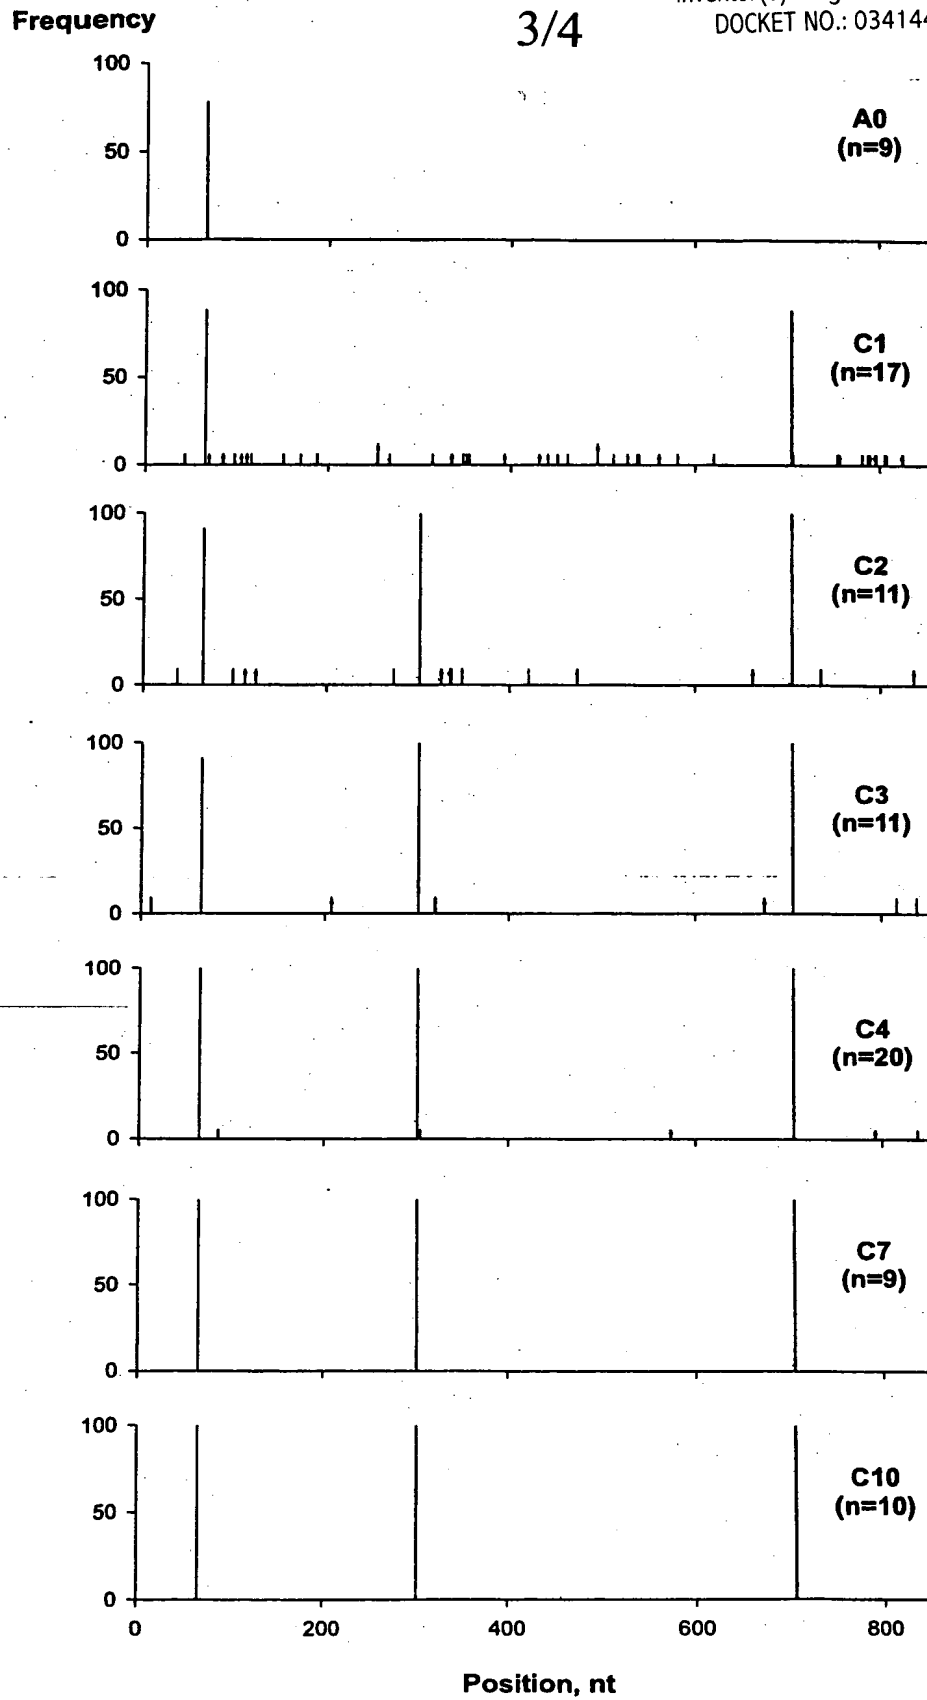 Frequency
3/4
DOCKET NO.: 034144
100
50
0
A0
(n=9)
100
50
0
C1
(n=17)
100
50
0
C2
(n=11)
100
50
0
C3
(n=11)
100
50
0
C4
(n=20)
100
50
0
C7
(n=9)
100
50
0
C10
(n=10)
0 200 400 600 800
Position, nt